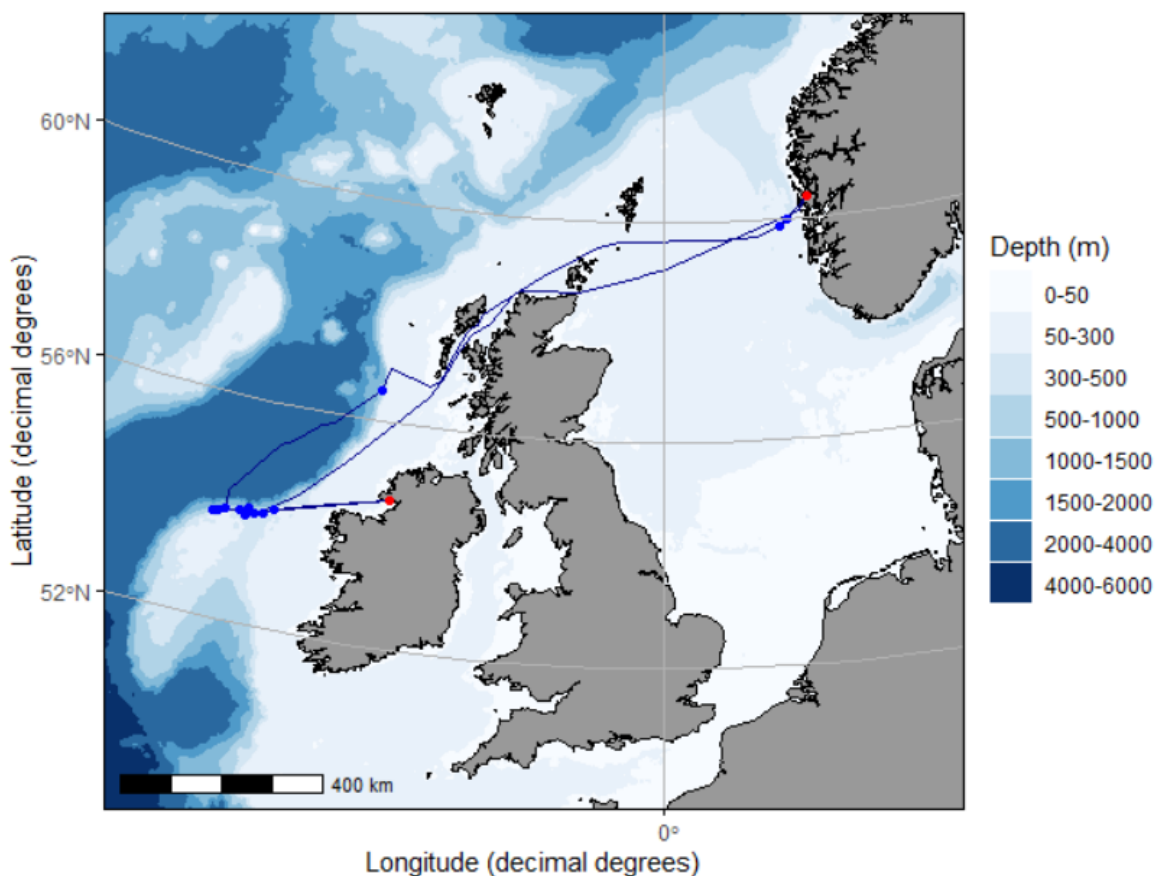 60°N
56°N
52°N
Latitude (decimal degrees)
400 km
0°
Longitude (decimal degrees)
Depth (m)
0-50
50-300
300-500
500-1000
1000-1500
1500-2000
2000-4000
4000-6000